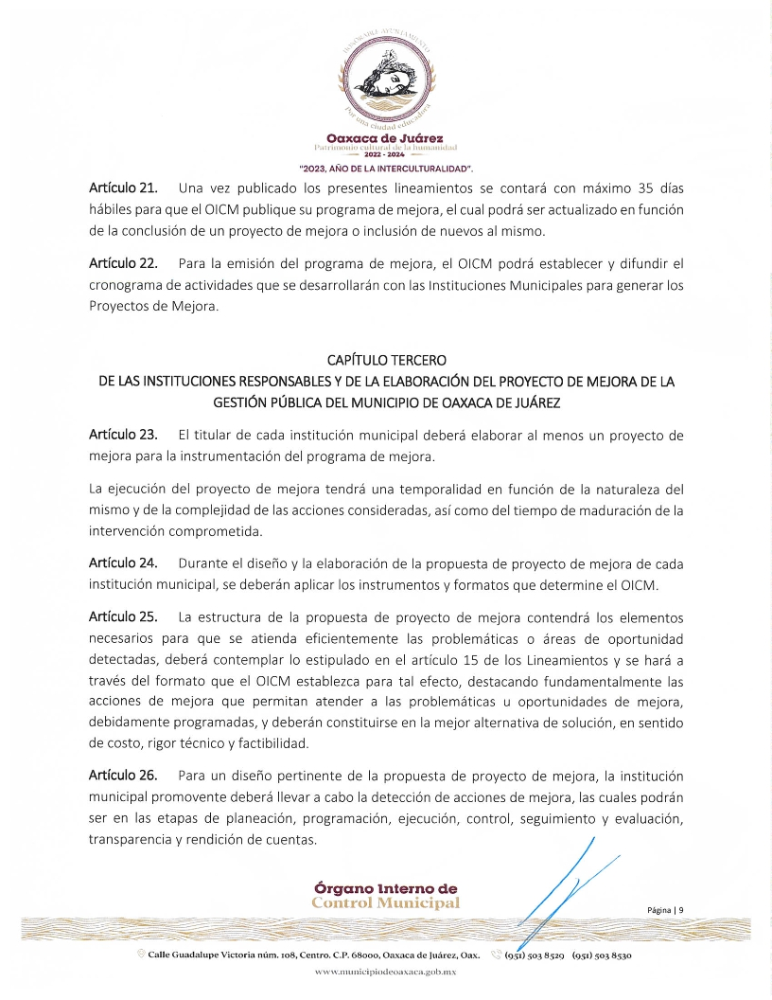 HONORABLE AYUNTAMIENTO
Por una ciudad educadora
Oaxaca de Juárez
Patrimonio cultural de la humanidad
2022 - 2024
"2023, AÑO DE LA INTERCULTURALIDAD".
Artículo 21. Una vez publicado los presentes lineamientos se contará con máximo 35 días
hábiles para que el OICM publique su programa de mejora, el cual podrá ser actualizado en función
de la conclusión de un proyecto de mejora o inclusión de nuevos al mismo.
Artículo 22. Para la emisión del programa de mejora, el OICM podrá establecer y difundir el
cronograma de actividades que se desarrollarán con las Instituciones Municipales para generar los
Proyectos de Mejora.
CAPÍTULO TERCERO
DE LAS INSTITUCIONES RESPONSABLES Y DE LA ELABORACIÓN DEL PROYECTO DE MEJORA DE LA
GESTIÓN PÚBLICA DEL MUNICIPIO DE OAXACA DE JUÁREZ
Artículo 23. El titular de cada institución municipal deberá elaborar al menos un proyecto de
mejora para la instrumentación del programa de mejora.
La ejecución del proyecto de mejora tendrá una temporalidad en función de la naturaleza del
mismo y de la complejidad de las acciones consideradas, así como del tiempo de maduración de la
intervención comprometida.
Artículo 24. Durante el diseño y la elaboración de la propuesta de proyecto de mejora de cada
institución municipal, se deberán aplicar los instrumentos y formatos que determine el OICM.
Artículo 25. La estructura de la propuesta de proyecto de mejora contendrá los elementos
necesarios para que se atienda eficientemente las problemáticas o áreas de oportunidad
detectadas, deberá contemplar lo estipulado en el artículo 15 de los Lineamientos y se hará a
través del formato que el OICM establezca para tal efecto, destacando fundamentalmente las
acciones de mejora que permitan atender a las problemáticas u oportunidades de mejora,
debidamente programadas, y deberán constituirse en la mejor alternativa de solución, en sentido
de costo, rigor técnico y factibilidad.
Artículo 26. Para un diseño pertinente de la propuesta de proyecto de mejora, la institución
municipal promovente deberá llevar a cabo la detección de acciones de mejora, las cuales podrán
ser en las etapas de planeación, programación, ejecución, control, seguimiento y evaluación,
transparencia y rendición de cuentas.
Órgano Interno de
Control Municipal
Página | 9
Calle Guadalupe Victoria núm. 108, Centro. C.P. 68000, Oaxaca de Juárez, Oax. (951) 503 8529 (951) 503 8530
www.municipiodeoaxaca.gob.mx